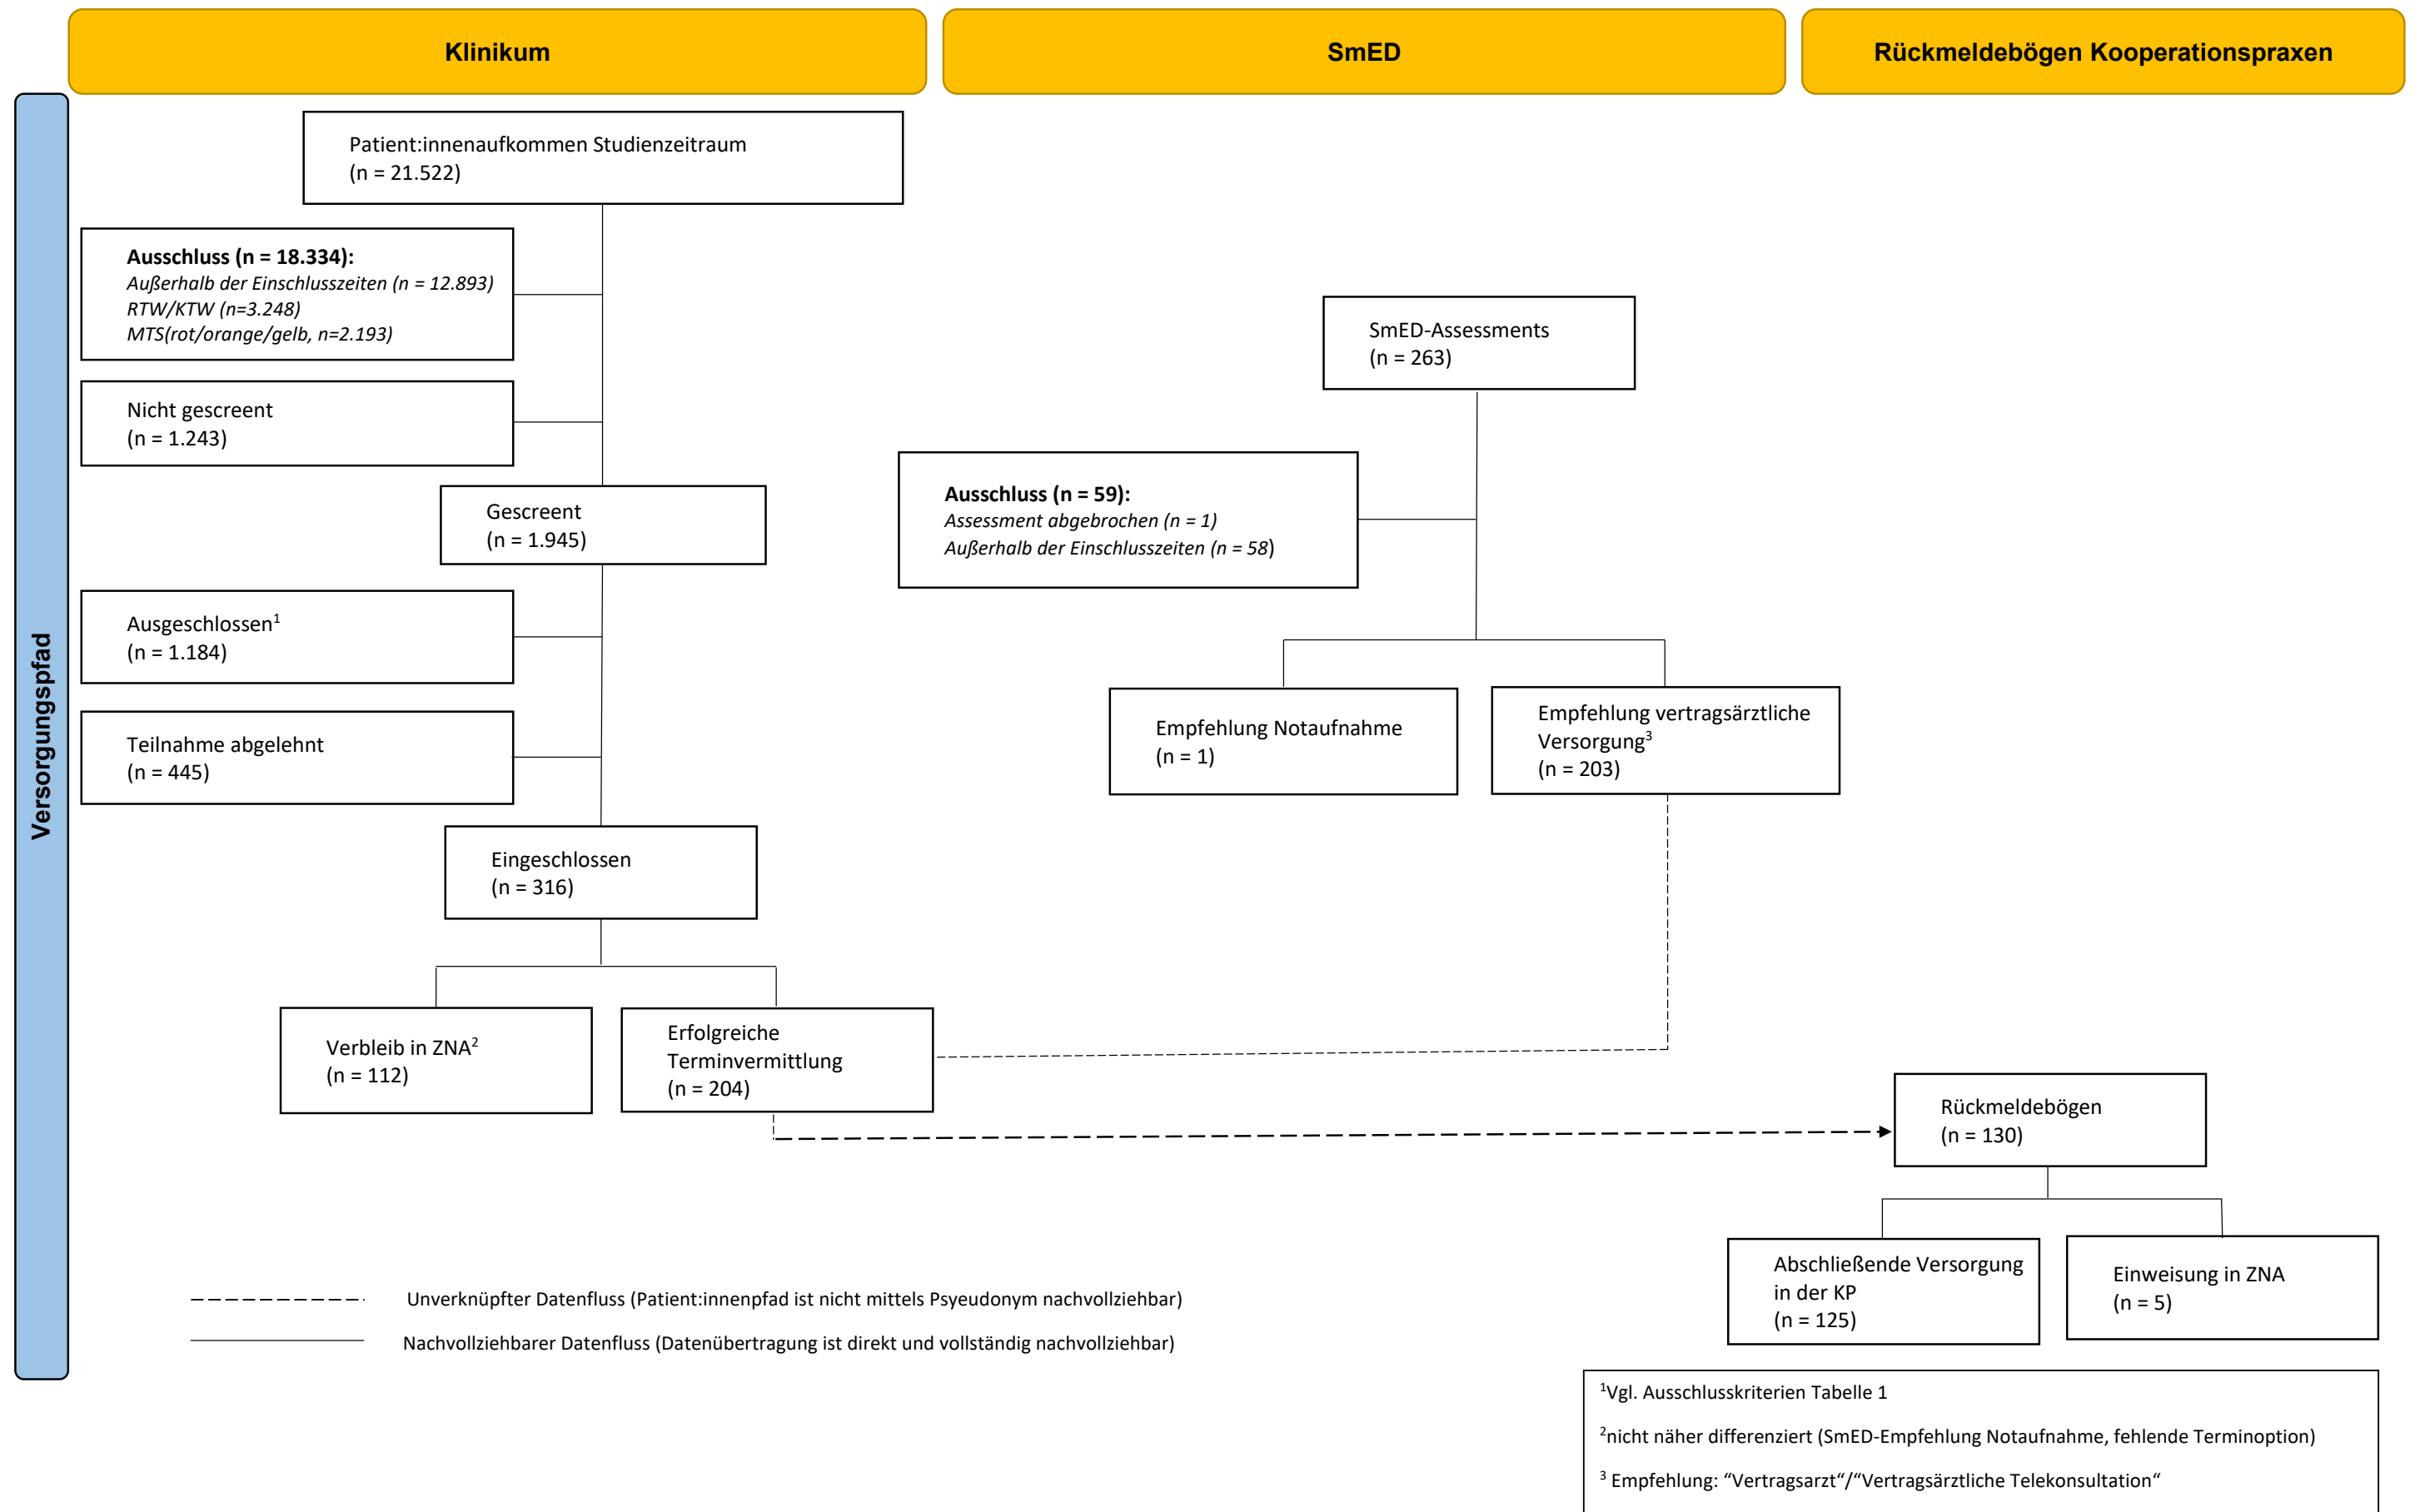 Klinikum
SmED
Rückmeldebögen Kooperationspraxen
Versorgungspfad
Patient:innenaufkommen Studienzeitraum
(n = 21.522)
Ausschluss (n = 18.334):
Außerhalb der Einschlusszeiten (n = 12.893)
RTW/KTW (n=3.248)
MTS(rot/orange/gelb, n=2.193)
Nicht gescreent
(n = 1.243)
Gescreent
(n = 1.945)
Ausgeschlossen¹
(n = 1.184)
Teilnahme abgelehnt
(n = 445)
Eingeschlossen
(n = 316)
Verbleib in ZNA²
(n = 112)
Erfolgreiche
Terminvermittlung
(n = 204)
SmED-Assessments
(n = 263)
Ausschluss (n = 59):
Assessment abgebrochen (n = 1)
Außerhalb der Einschlusszeiten (n = 58)
Empfehlung Notaufnahme
(n = 1)
Empfehlung vertragsärztliche
Versorgung³
(n = 203)
Rückmeldebögen
(n = 130)
Abschließende Versorgung
in der KP
(n = 125)
Einweisung in ZNA
(n = 5)
Unverknüpfter Datenfluss (Patient:innenpfad ist nicht mittels Psyeudonym nachvollziehbar)
Nachvollziehbarer Datenfluss (Datenübertragung ist direkt und vollständig nachvollziehbar)
¹Vgl. Ausschlusskriterien Tabelle 1
²nicht näher differenziert (SmED-Empfehlung Notaufnahme, fehlende Terminoption)
³ Empfehlung: “Vertragsarzt“/“Vertragsärztliche Telekonsultation“